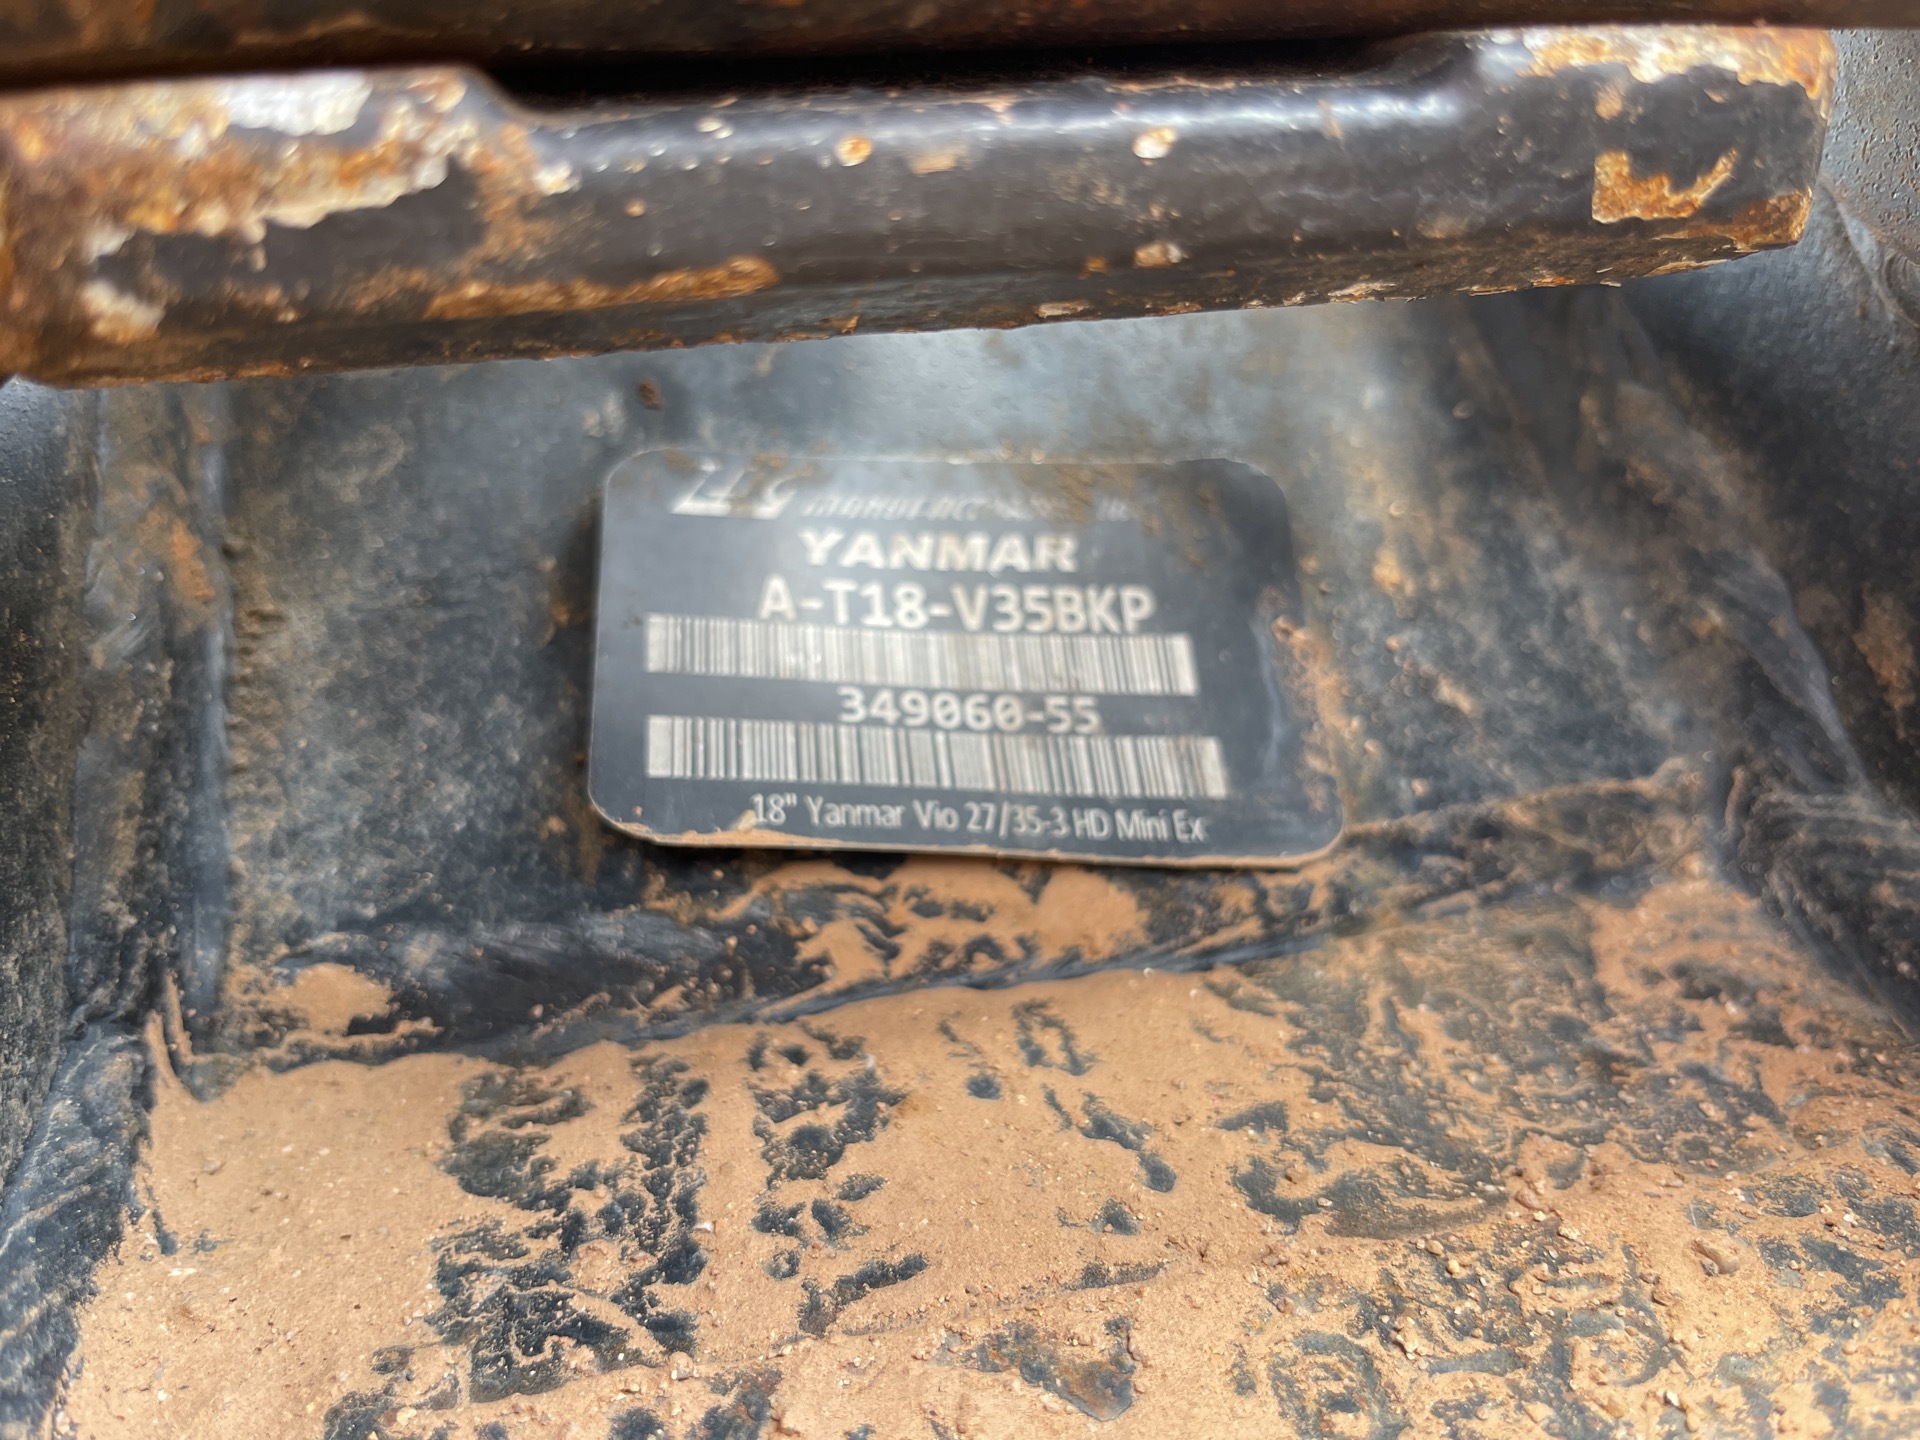 YANMAR
A-T18-V35BKP
349060-55
18" Yanmar Vio 27/35-3 HD Mini Ex